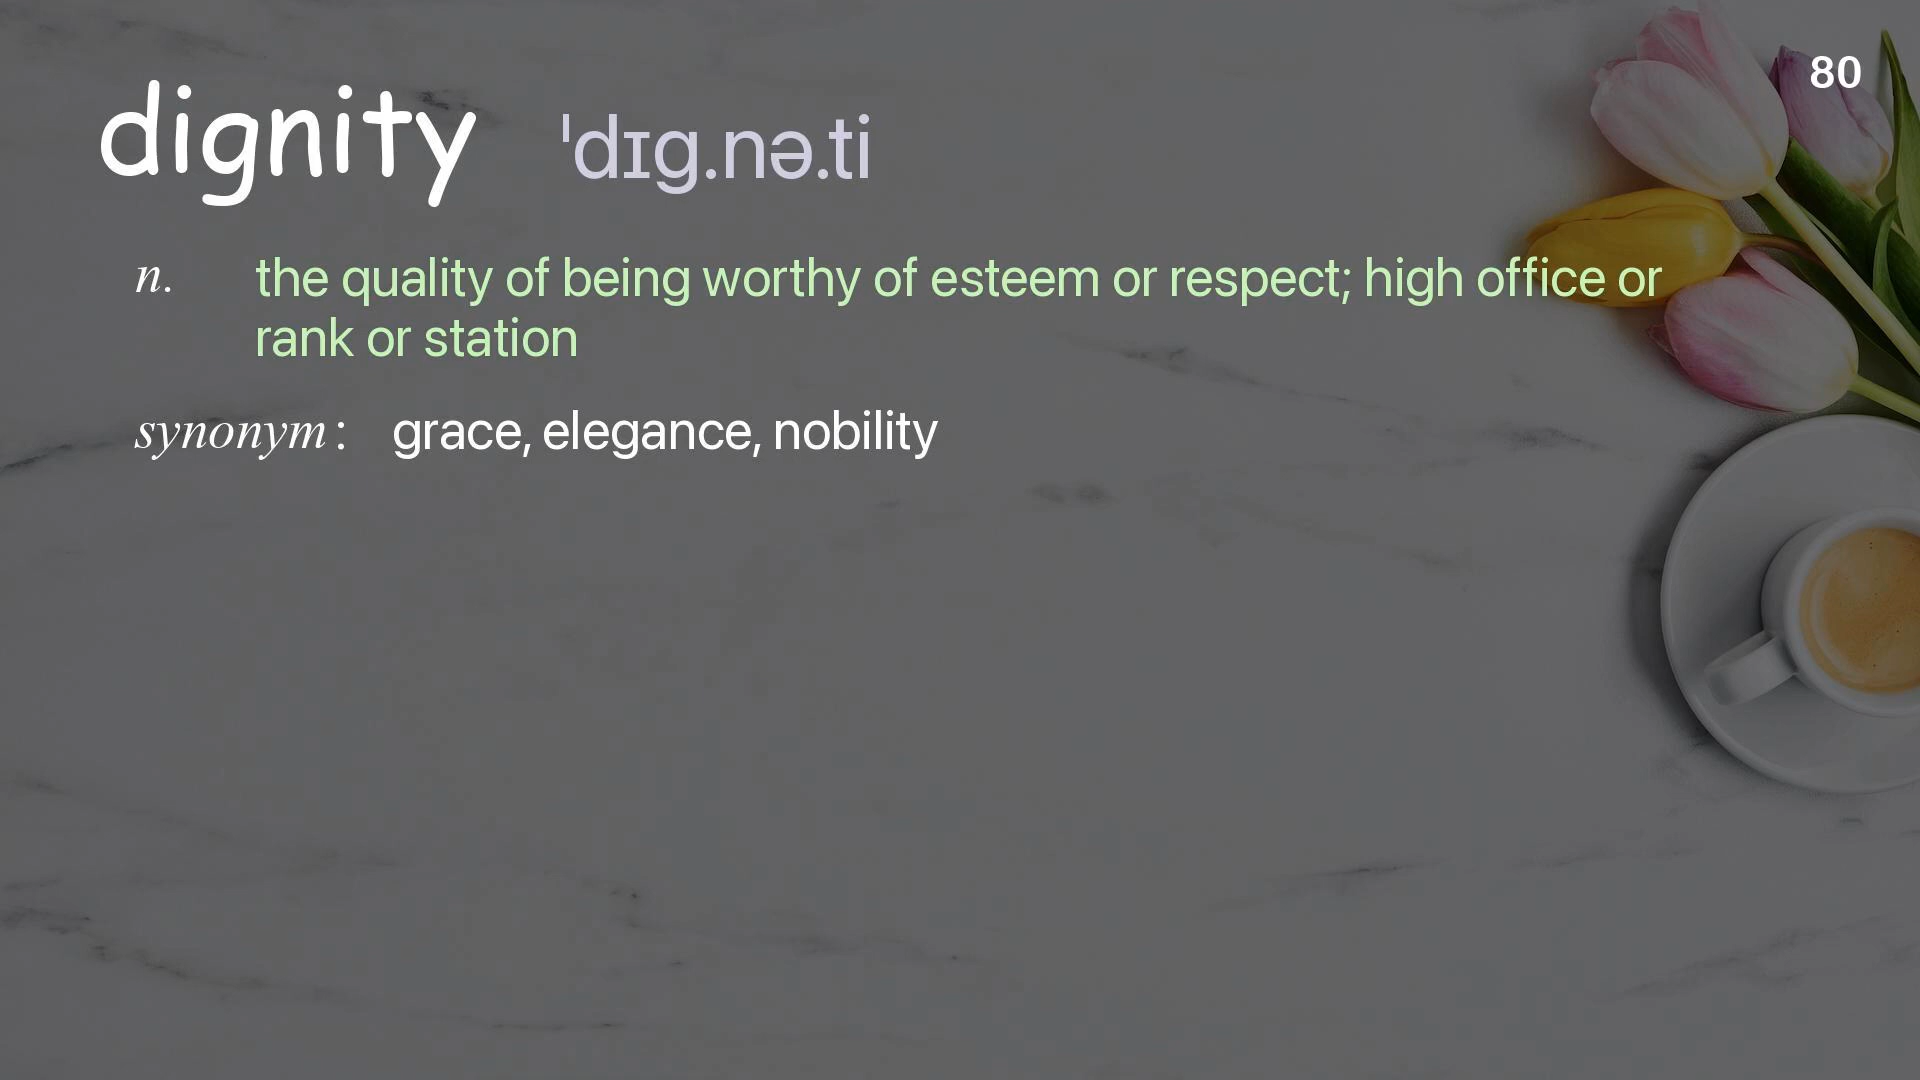 80
dignity ˈdɪg.nə.ti
n. the quality of being worthy of esteem or respect; high office or
rank or station
synonym: grace, elegance, nobility